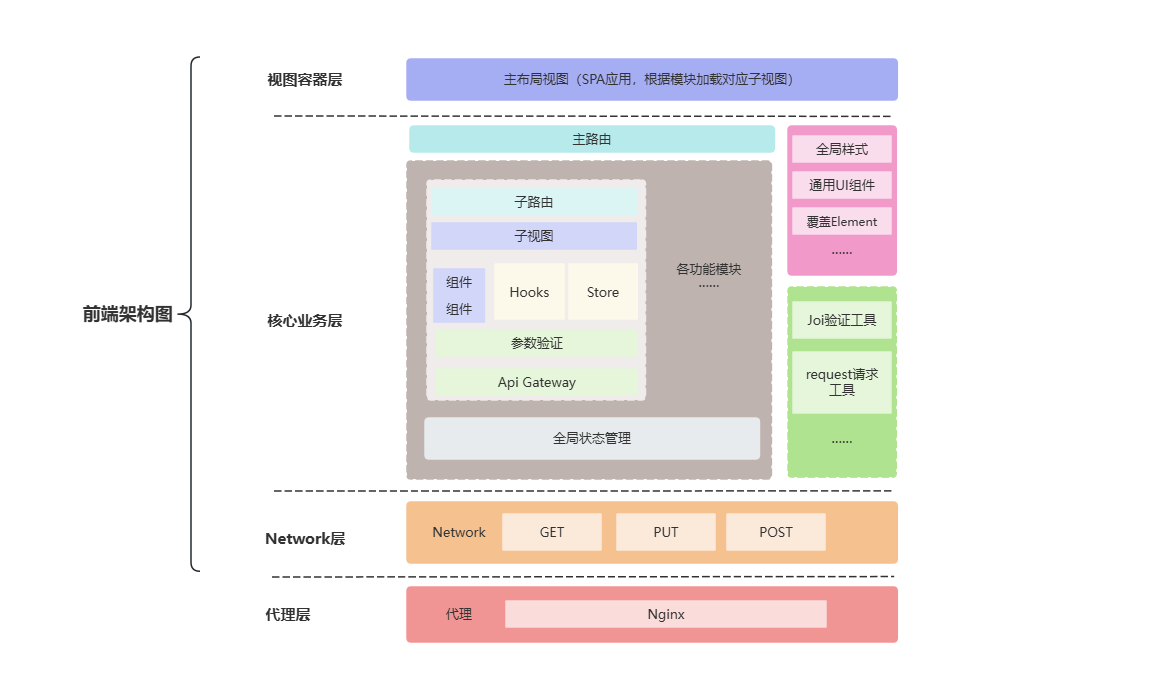 前端架构图
视图容器层
主布局视图（SPA应用，根据模块加载对应子视图）
核心业务层
主路由
子路由
子视图
组件
组件
Hooks
Store
参数验证
Api Gateway
各功能模块
......
全局状态管理
全局样式
通用UI组件
覆盖Element
......
Joi验证工具
request请求
工具
......
Network层
Network
GET
PUT
POST
代理层
代理
Nginx